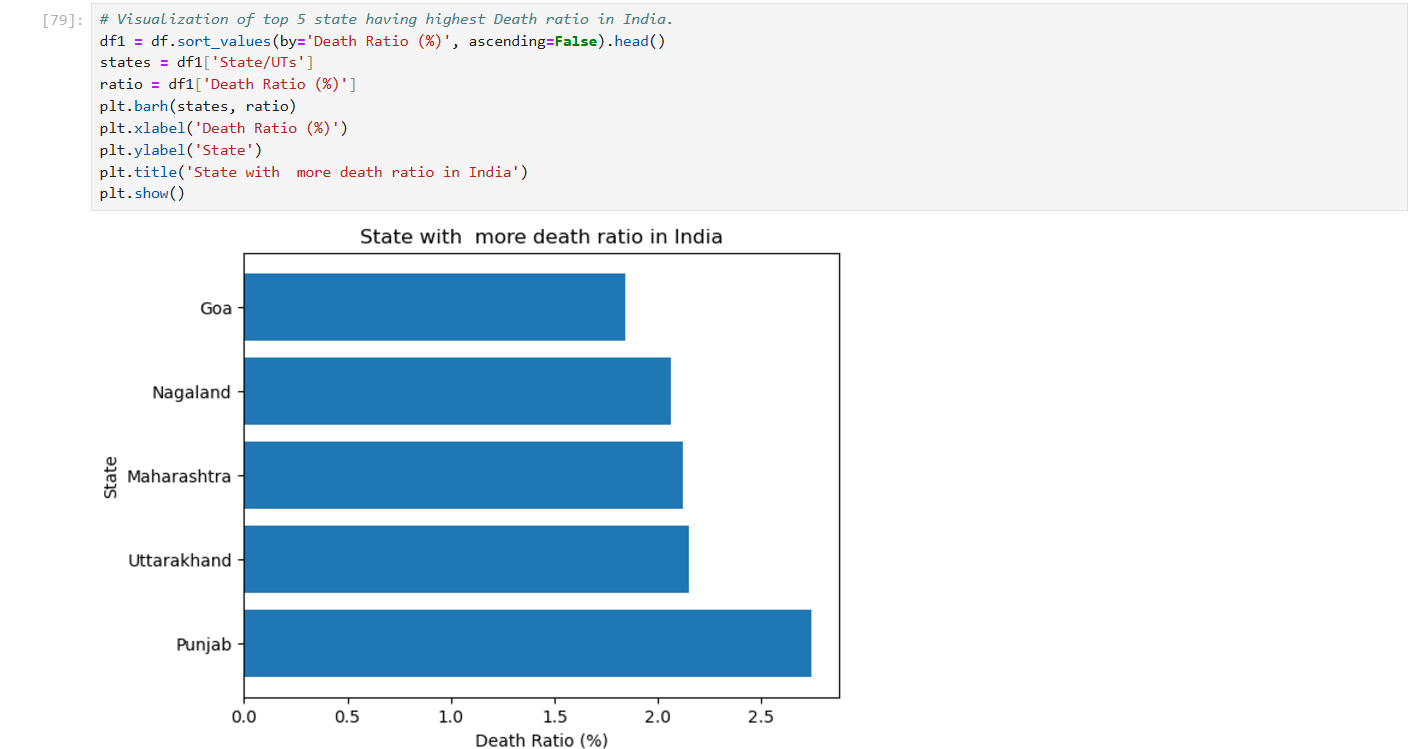 [79]: # Visualization of top 5 state having highest Death ratio in India.
df1 = df.sort_values(by='Death Ratio (%)', ascending=False).head()
states = df1['State/UTs']
ratio = df1['Death Ratio (%)']
plt.barh(states, ratio)
plt.xlabel('Death Ratio (%)')
plt.ylabel('State')
plt.title('State with  more death ratio in India')
plt.show()
State with  more death ratio in India
Goa
Nagaland
Maharashtra
Uttarakhand
Punjab
State
0.0 0.5 1.0 1.5 2.0 2.5
Death Ratio (%)